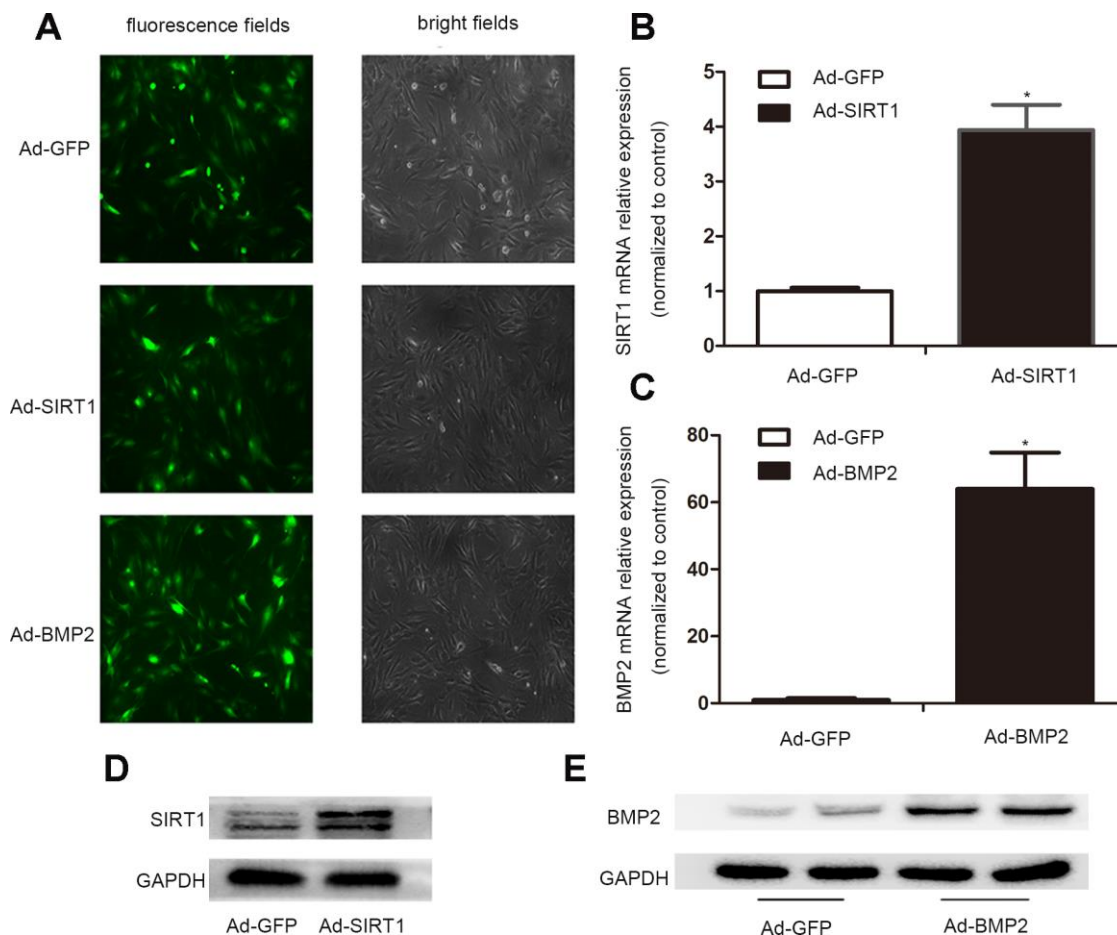 A
fluorescence fields
bright fields
Ad-GFP
Ad-SIRT1
Ad-BMP2
B
SIRT1 mRNA relative expression
(normalized to control)
5
4
3
2
1
0
Ad-GFP
Ad-SIRT1
*
Ad-GFP
Ad-SIRT1
C
BMP2 mRNA relative expression
(normalized to control)
80
60
40
20
0
Ad-GFP
Ad-BMP2
*
Ad-GFP
Ad-BMP2
D
SIRT1
GAPDH
Ad-GFP
Ad-SIRT1
E
BMP2
GAPDH
Ad-GFP
Ad-BMP2